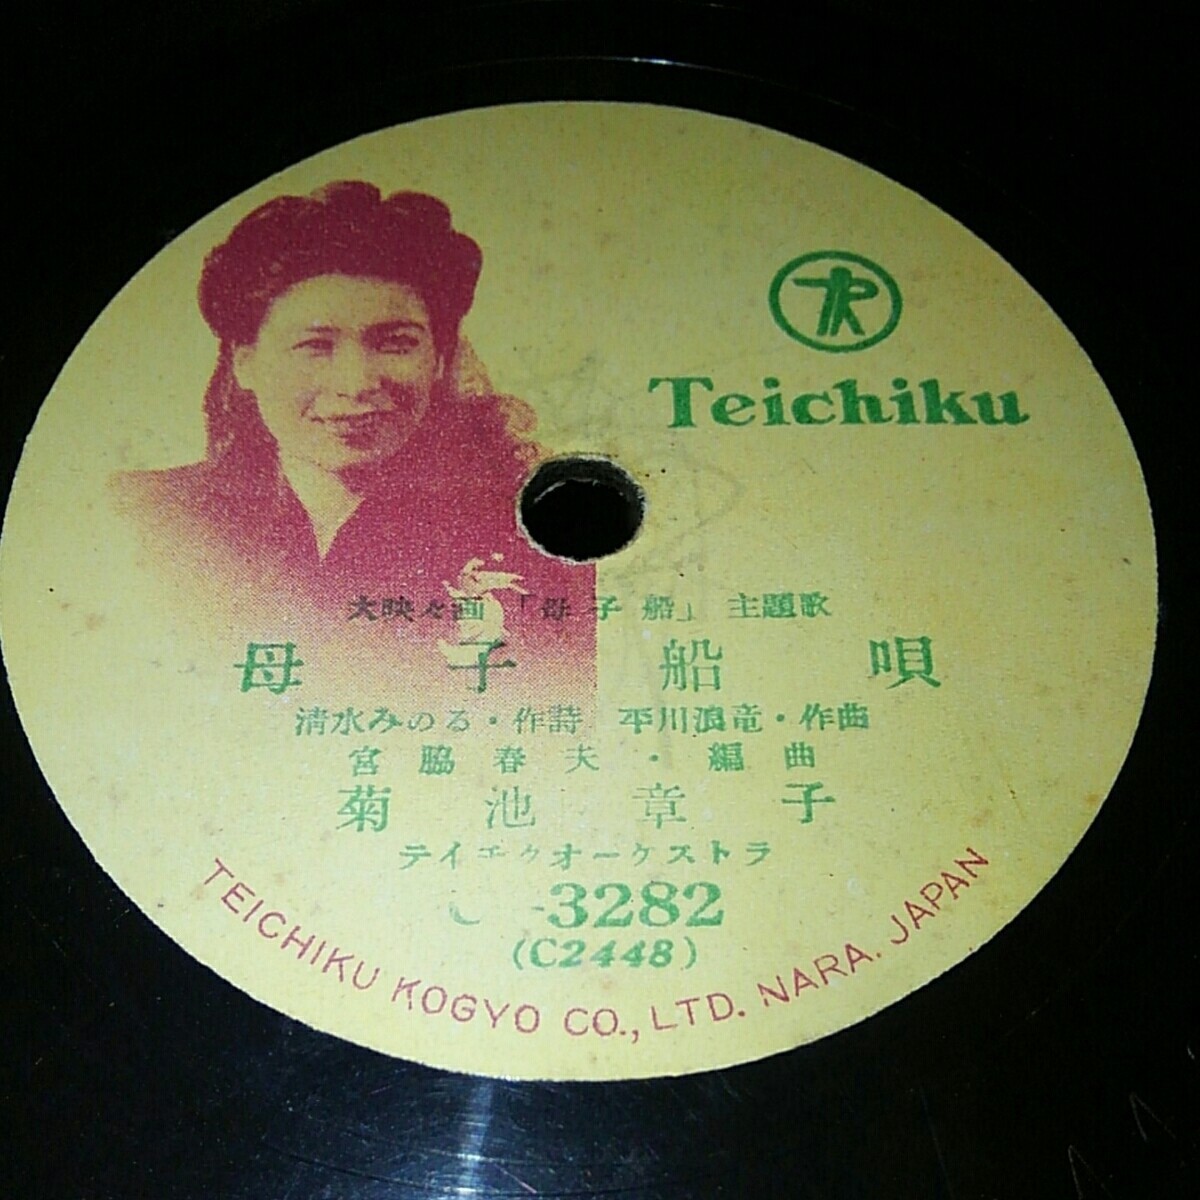 Teichiku
大映々画「母子船」主題歌
母子船唄
清水みのる・作詩 平川浪竜・作曲
宮脇春夫・編曲
菊池章子
テイチクオーケストラ
-3282
(C2448)
TEICHIKU KOGYO CO., LTD. NARA. JAPAN